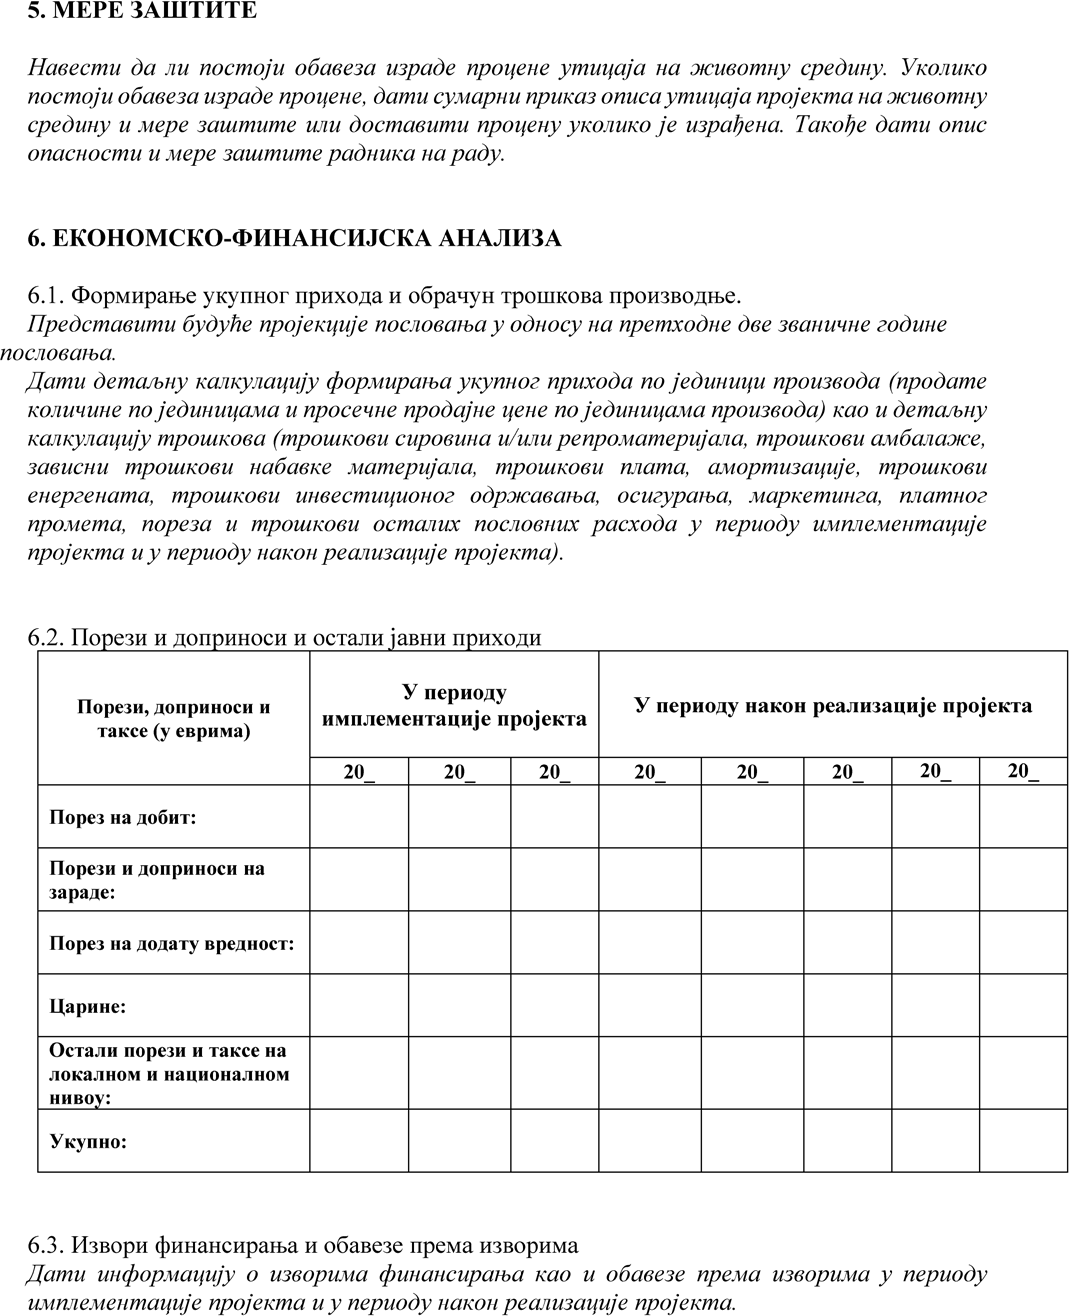 5. МЕРЕ ЗАШТИТЕ
Навести да ли постоји обавеза израде процене утицаја на животну средину. Уколико
постоји обавеза израде процене, дати сумарни приказ описа утицаја пројекта на животну
средину и мере заштите или доставити процену уколико је израђена. Такође дати опис
опасности и мере заштите радника на раду.
6. ЕКОНОМСКО-ФИНАНСИЈСКА АНАЛИЗА
6.1. Формирање укупног прихода и обрачун трошкова производње.
Представити будуће пројекције пословања у односу на претходне две званичне године
пословања.
Дати детаљну калкулацију формирања укупног прихода по јединици производа (продате
количине по јединицама и просечне продајне цене по јединицама производа) као и детаљну
калкулацију трошкова (трошкови сировина и/или репроматеријала, трошкови амбалаже,
зависни трошкови набавке материјала, трошкови плата, амортизације, трошкови
енергената, трошкови инвестиционог одржавања, осигурања, маркетинга, платног
промета, пореза и трошкови осталих пословних расхода у периоду имплементације
пројекта и у периоду након реализације пројекта).
6.2. Порези и доприноси и остали јавни приходи
Порези, доприноси и
таксе (у еврима)
У периоду
имплементације пројекта
У периоду након реализације пројекта
20_ 20_ 20_ 20_ 20_ 20_ 20_ 20_
Порез на добит:
Порези и доприноси на
зараде:
Порез на додату вредност:
Царине:
Остали порези и таксе на
локалном и националном
нивоу:
Укупно:
6.3. Извори финансирања и обавезе према изворима
Дати информацију о изворима финансирања као и обавезе према изворима у периоду
имплементације пројекта и у периоду након реализације пројекта.